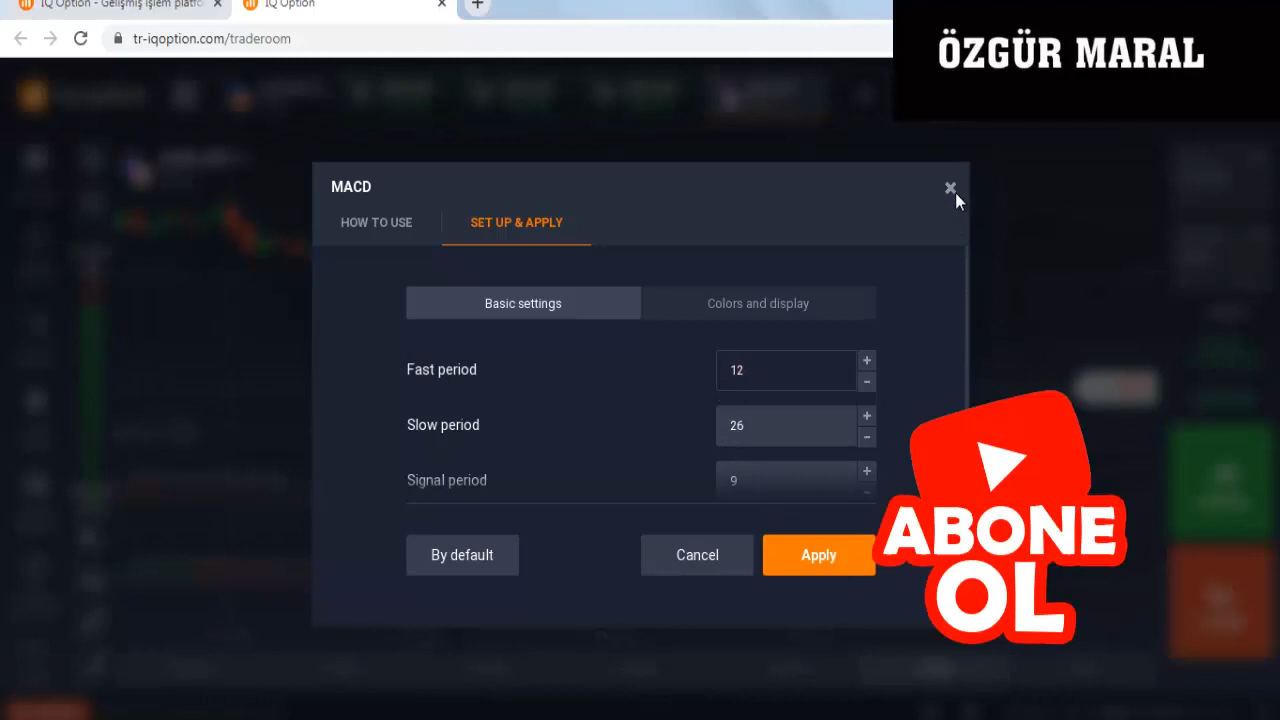 IQ Option - Gelişmiş işlem platfo
IQ Option
tr-iqoption.com/traderoom
ÖZGÜR MARAL
MACD
HOW TO USE
SET UP & APPLY
Basic settings
Colors and display
Fast period
12
Slow period
26
Signal period
9
By default
Cancel
Apply
ABONE
OL